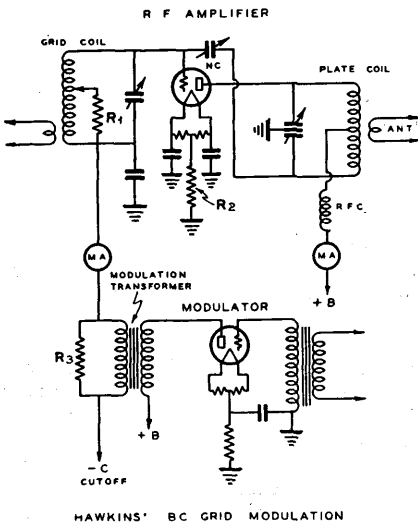 R F AMPLIFIER
GRID COIL
NC
PLATE COIL
R1
ANT
R2
RFC
MA
MA
MODULATION
TRANSFORMER
+B
MODULATOR
R3
+B
-C
CUTOFF
HAWKINS' BC GRID MODULATION